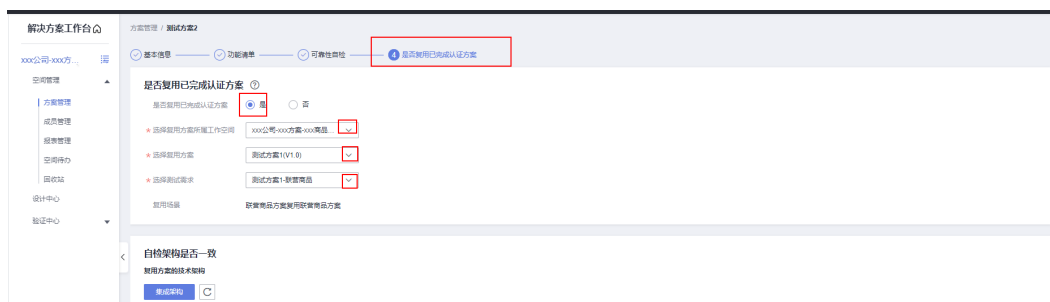 解决方案工作台
方案管理 / 测试方案2
xxx公司-xxx方...
基本信息
功能清单
可靠性自检
4 是否复用已完成认证方案
空间管理
方案管理
成员管理
报表管理
空间待办
回收站
设计中心
验证中心
是否复用已完成认证方案 ?
是否复用已完成认证方案 是 否
* 选择复用方案所属工作空间 xxx公司-xxx方案-xxx商品...
* 选择复用方案 测试方案1(V1.0)
* 选择测试需求 测试方案1-联营商品
复用场景 联营商品方案复用联营商品方案
自检架构是否一致
复用方案的技术架构
集成架构